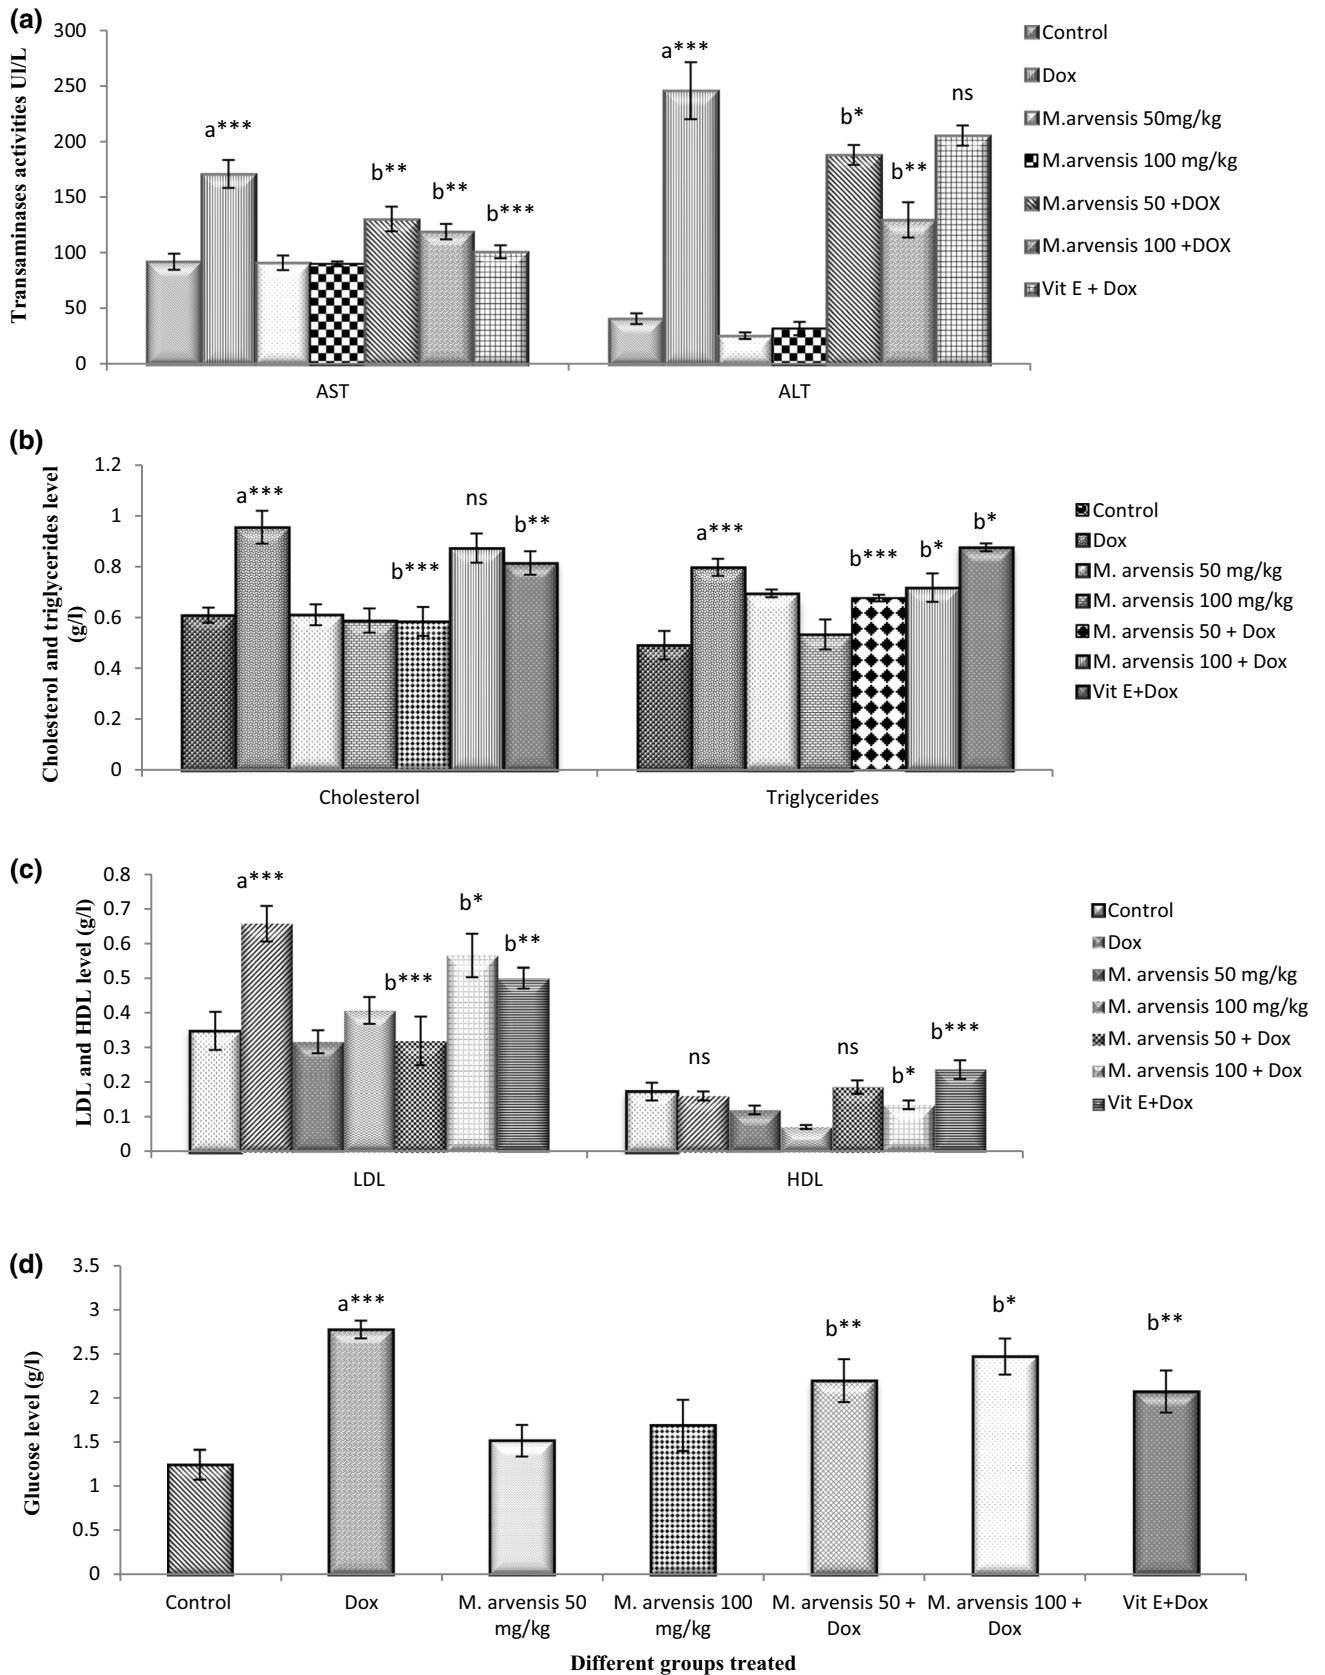 (a)
Transaminases activities UI/L
300
250
200
150
100
50
0
a***
b**
b**
b***
a***
b*
b**
ns
AST
ALT
Control
Dox
M.arvensis 50mg/kg
M.arvensis 100 mg/kg
M.arvensis 50 +DOX
M.arvensis 100 +DOX
Vit E + Dox
(b)
Cholesterol and triglycerides level
(g/l)
1.2
1
0.8
0.6
0.4
0.2
0
a***
b***
ns
b**
a***
b***
b*
b*
Cholesterol
Triglycerides
Control
Dox
M. arvensis 50 mg/kg
M. arvensis 100 mg/kg
M. arvensis 50 + Dox
M. arvensis 100 + Dox
Vit E+Dox
(c)
LDL and HDL level (g/l)
0.8
0.7
0.6
0.5
0.4
0.3
0.2
0.1
0
a***
b***
b*
b**
ns
ns
b*
b***
LDL
HDL
Control
Dox
M. arvensis 50 mg/kg
M. arvensis 100 mg/kg
M. arvensis 50 + Dox
M. arvensis 100 + Dox
Vit E+Dox
(d)
Glucose level (g/l)
3.5
3
2.5
2
1.5
1
0.5
0
a***
b**
b*
b**
Control
Dox
M. arvensis 50
mg/kg
M. arvensis 100
mg/kg
M. arvensis 50 +
Dox
M. arvensis 100 +
Dox
Vit E+Dox
Different groups treated